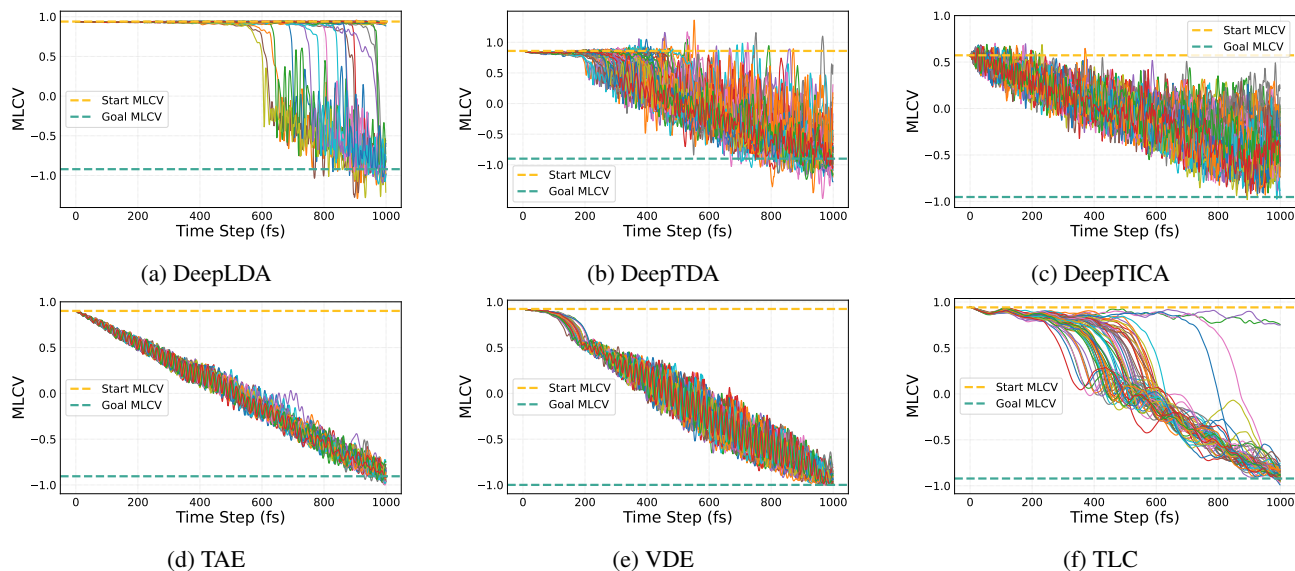 1.0
0.5
0.0
−0.5
−1.0
MLCV
Start MLCV
Goal MLCV
0 200 400 600 800 1000
Time Step (fs)
(a) DeepLDA
1.5
1.0
0.5
0.0
−0.5
−1.0
−1.5
MLCV
Start MLCV
Goal MLCV
0 200 400 600 800 1000
Time Step (fs)
(b) DeepTDA
1.0
0.5
0.0
−0.5
−1.0
MLCV
Start MLCV
Goal MLCV
0 200 400 600 800 1000
Time Step (fs)
(c) DeepTICA
1.0
0.5
0.0
−0.5
−1.0
MLCV
Start MLCV
Goal MLCV
0 200 400 600 800 1000
Time Step (fs)
(d) TAE
1.0
0.5
0.0
−0.5
−1.0
MLCV
Start MLCV
Goal MLCV
0 200 400 600 800 1000
Time Step (fs)
(e) VDE
1.0
0.5
0.0
−0.5
−1.0
MLCV
Start MLCV
Goal MLCV
0 200 400 600 800 1000
Time Step (fs)
(f) TLC